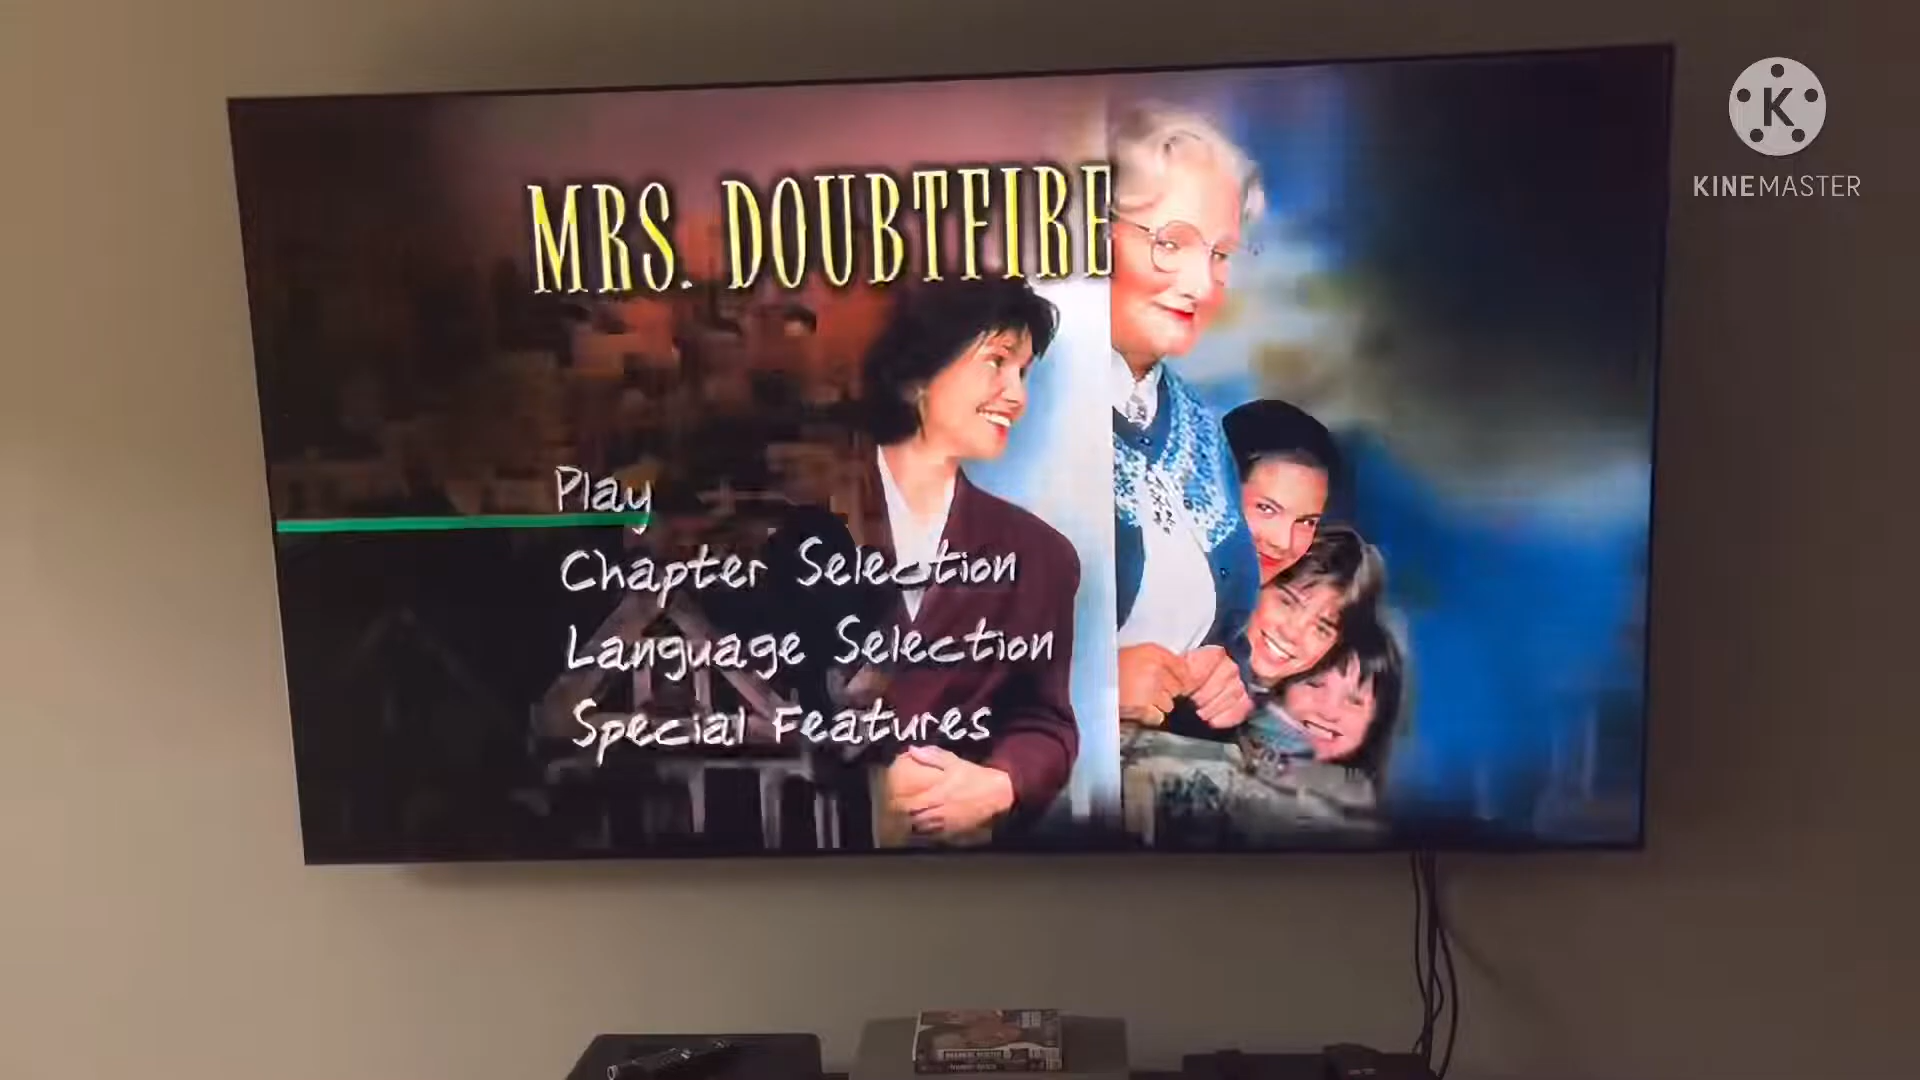 MRS. DOUBTFIRE
Play
Chapter Selection
Language Selection
Special Features
K
KINEMASTER